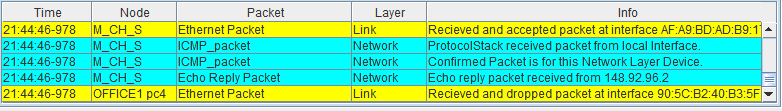 Time Node Packet Layer Info
21:44:46-978 M_CH_S Ethernet Packet Link Recieved and accepted packet at interface AF:A9:BD:AD:B9:17
21:44:46-978 M_CH_S ICMP_packet Network ProtocolStack received packet from local Interface.
21:44:46-978 M_CH_S ICMP_packet Network Confirmed Packet is for this Network Layer Device.
21:44:46-978 M_CH_S Echo Reply Packet Network Echo reply packet received from 148.92.96.2
21:44:46-978 OFFICE1 pc4 Ethernet Packet Link Recieved and dropped packet at interface 90:5C:B2:40:B3:5F